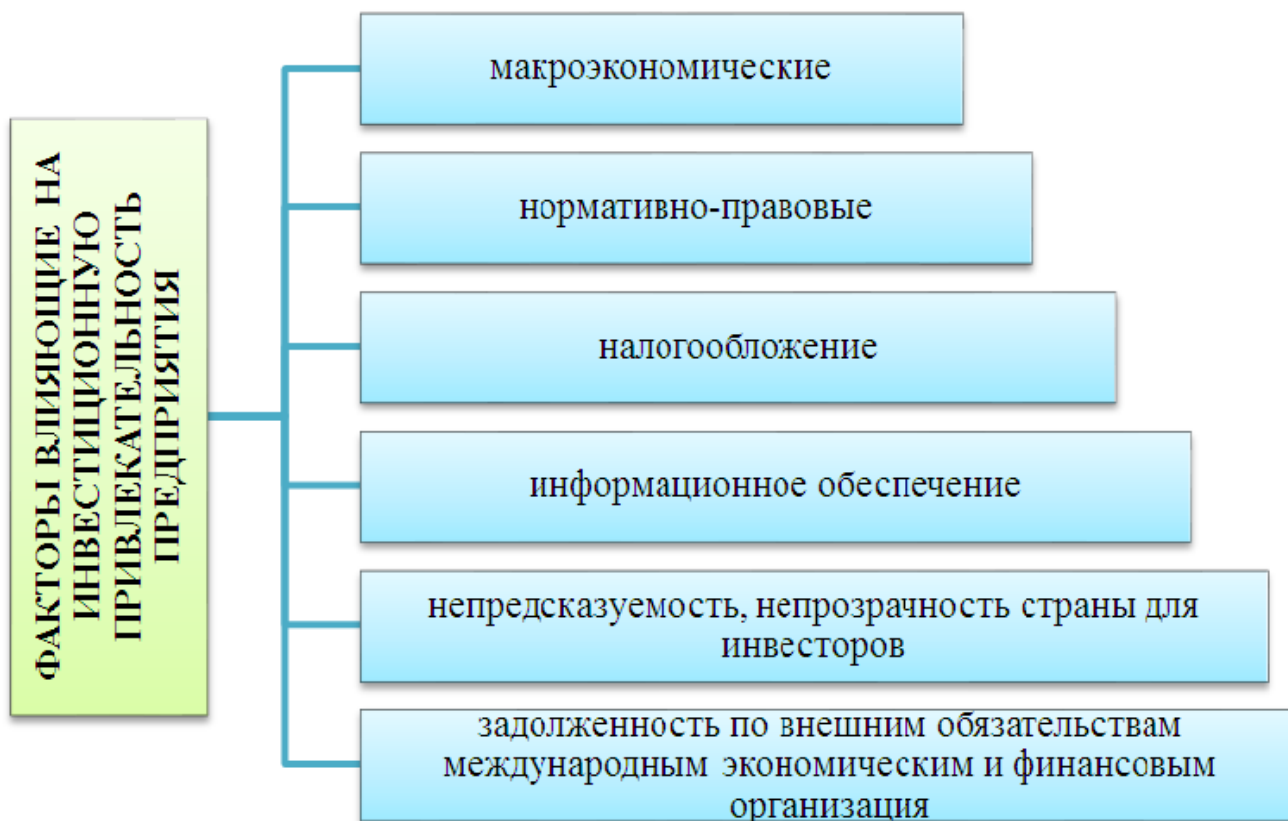 ФАКТОРЫ ВЛИЯЮЩИЕ НА
ИНВЕСТИЦИОННУЮ
ПРИВЛЕКАТЕЛЬНОСТЬ
ПРЕДПРИЯТИЯ
макроэкономические
нормативно-правовые
налогообложение
информационное обеспечение
непредсказуемость, непрозрачность страны для
инвесторов
задолженность по внешним обязательствам
международным экономическим и финансовым
организация